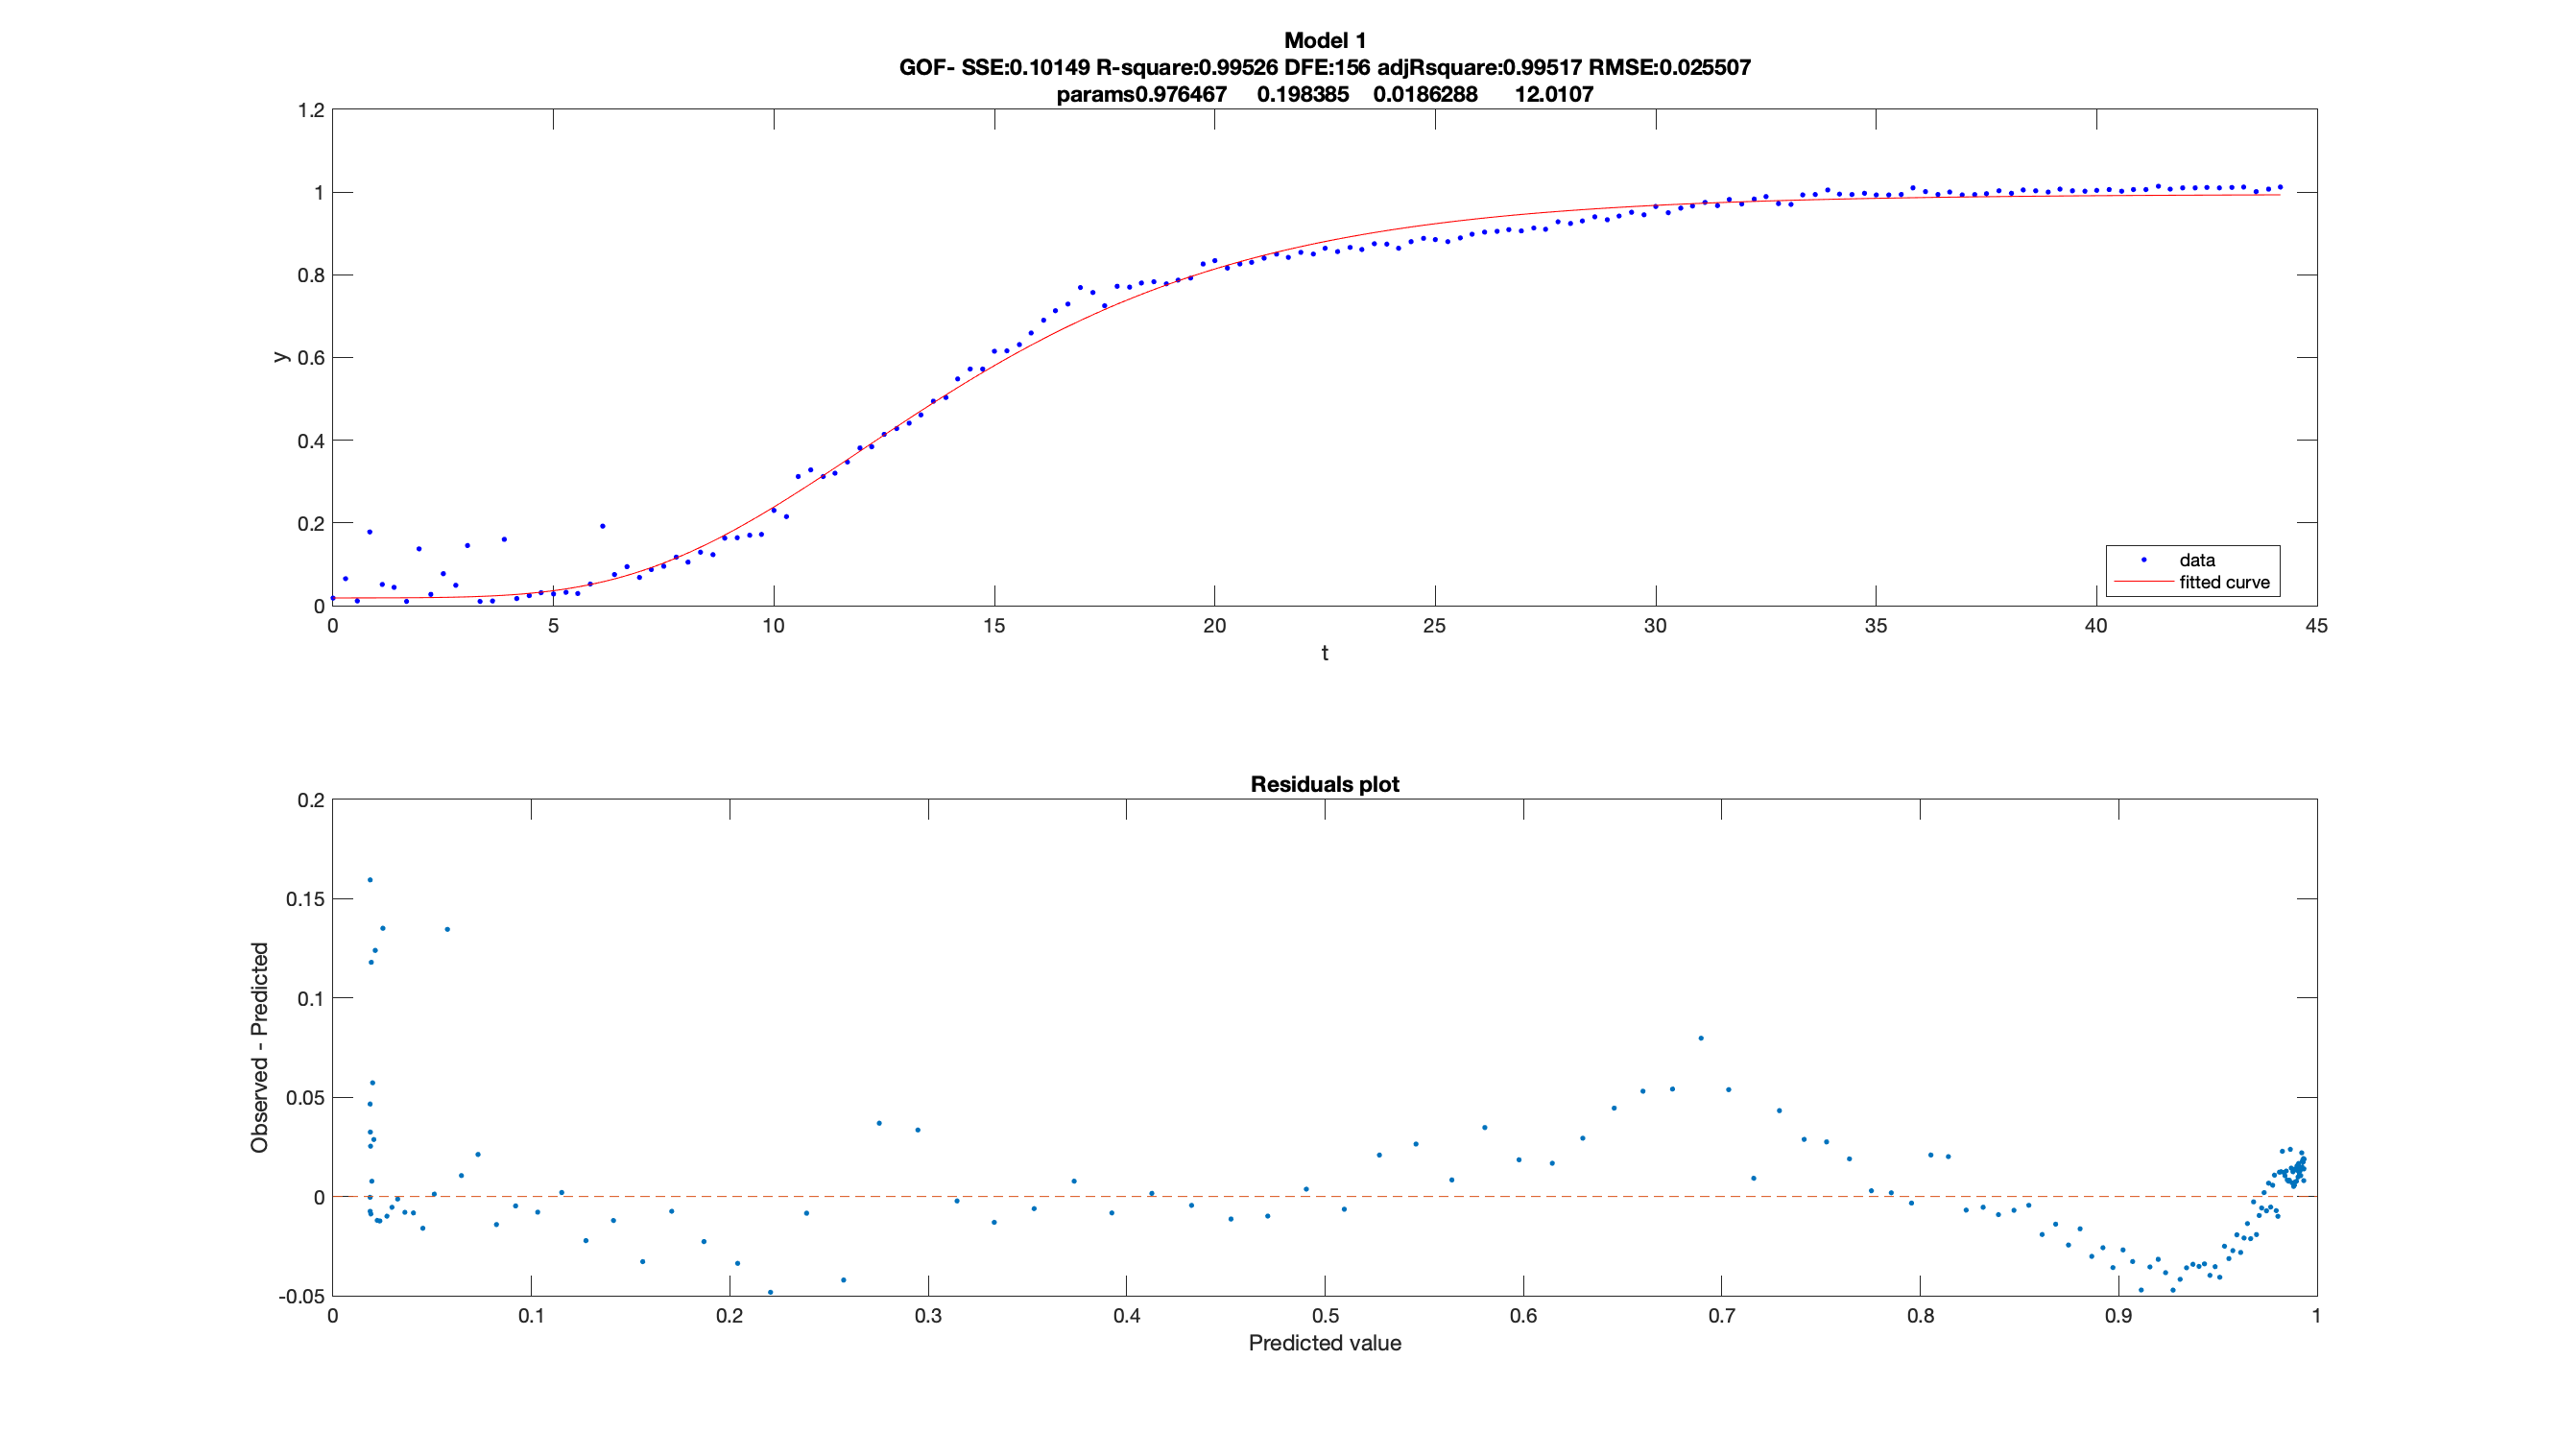 Model 1
GOF- SSE:0.10149 R-square:0.99526 DFE:156 adjRsquare:0.99517 RMSE:0.025507
params0.976467 0.198385 0.0186288 12.0107
1.2
1
0.8
0.6
0.4
0.2
0
y
0 5 10 15 20 25 30 35 40 45
t
data
fitted curve
Residuals plot
0.2
0.15
0.1
0.05
0
-0.05
Observed - Predicted
0 0.1 0.2 0.3 0.4 0.5 0.6 0.7 0.8 0.9 1
Predicted value